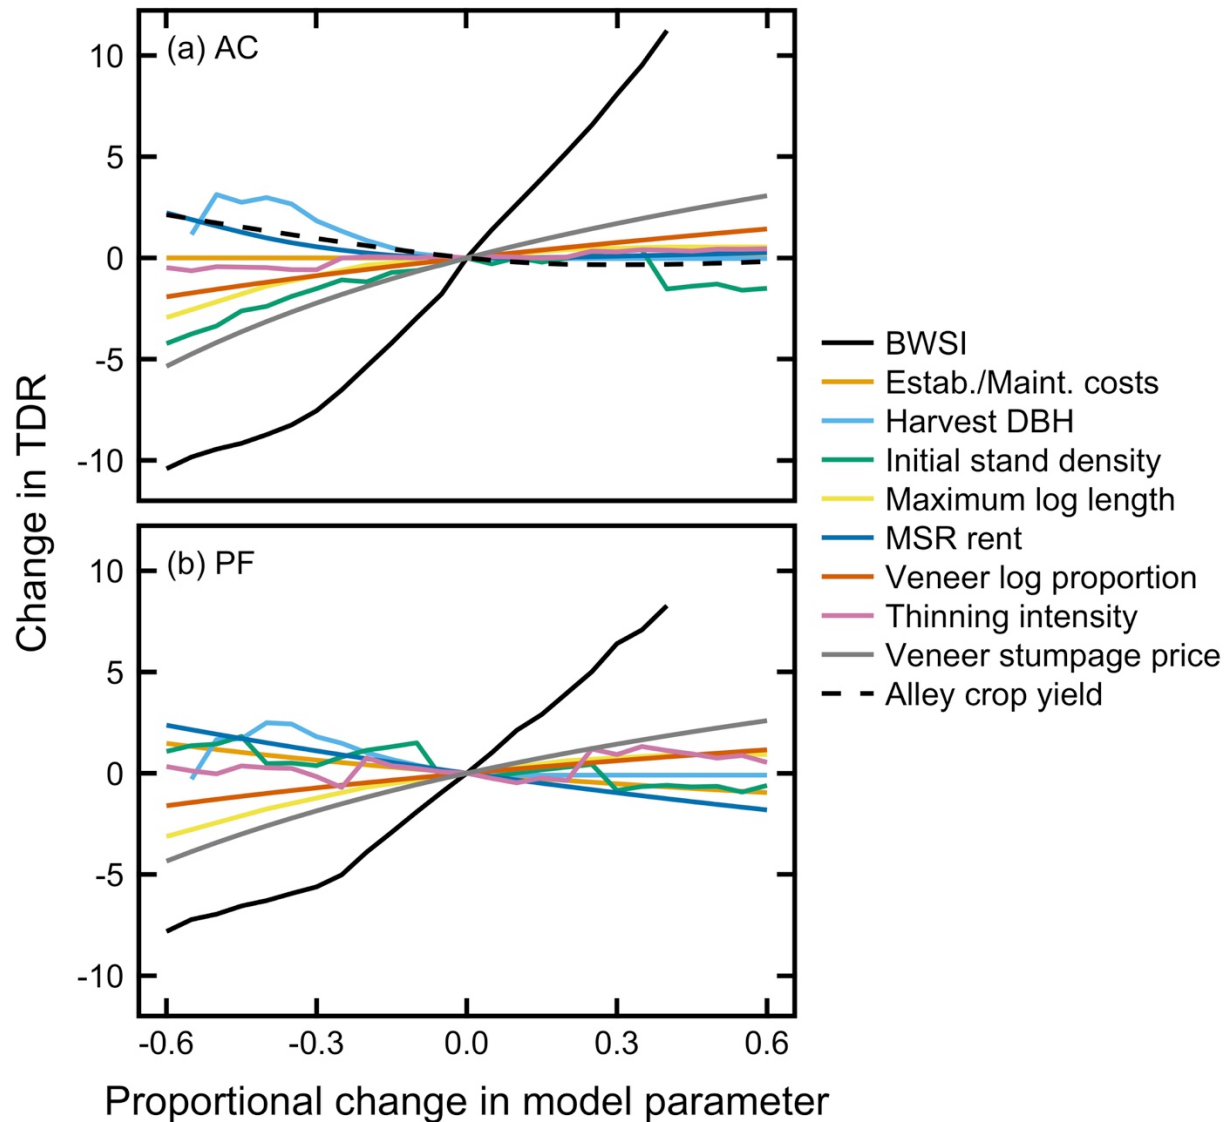 (a) AC
10
5
0
-5
-10
Change in TDR
(b) PF
10
5
0
-5
-10
-0.6
-0.3
0.0
0.3
0.6
Proportional change in model parameter
BWSI
Estab./Maint. costs
Harvest DBH
Initial stand density
Maximum log length
MSR rent
Veneer log proportion
Thinning intensity
Veneer stumpage price
Alley crop yield